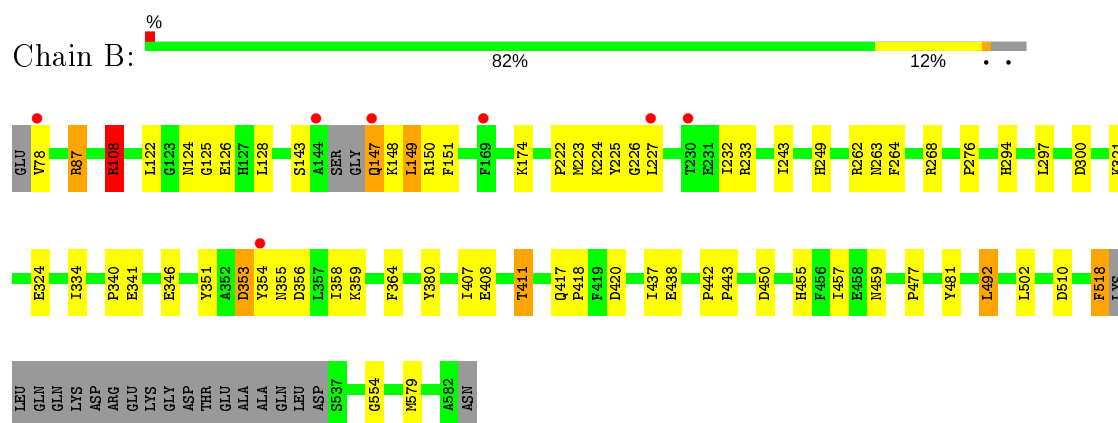 %
Chain B:
82%
12%
• •
GLU V78 R87 R108 L122 G123 N124 G125 E126 H127 L128 S143 A144 SER GLY Q147 K148 L149 R150 F151 F169 K174 P222 M223 K224 Y225 G226 L227 T230 E231 I232 R233 I243 H249 R262 N263 F264 R268 P276 H294 L297 D300 K321
E324 I334 P340 E341 E346 Y351 A352 D353 Y354 N355 D356 L357 I358 K359 F364 Y380 I407 E408 T411 Q417 P418 F419 D420 I437 E438 P442 P443 D450 H455 F456 I457 E458 N459 P477 Y481 L492 L502 D510 F518 LYS
LEU GLN GLN LYS ASP ARG GLU LYS GLY ASP THR GLU ALA ALA GLN LEU ASP S537 G554 M579 A582 ASN